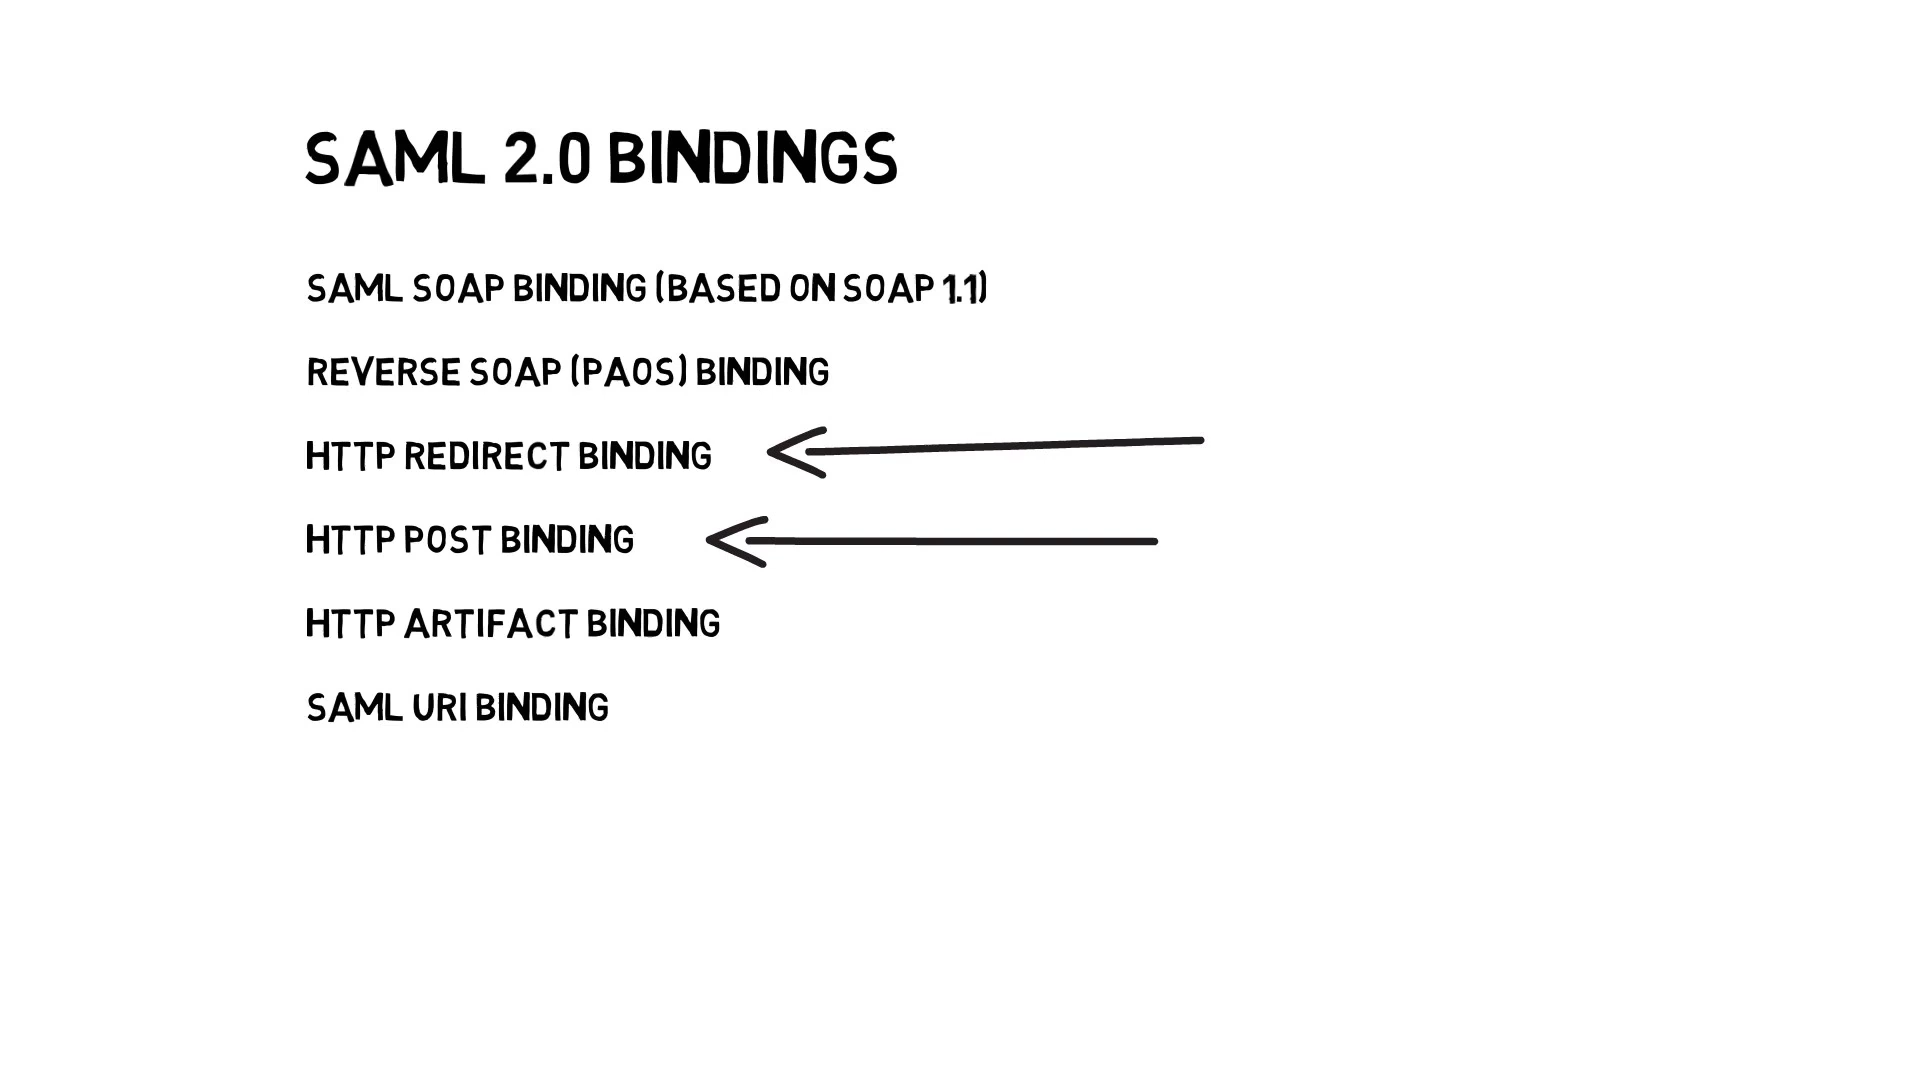 SAML 2.0 BINDINGS
SAML SOAP BINDING (BASED ON SOAP 1.1)
REVERSE SOAP (PAOS) BINDING
HTTP REDIRECT BINDING
HTTP POST BINDING
HTTP ARTIFACT BINDING
SAML URI BINDING